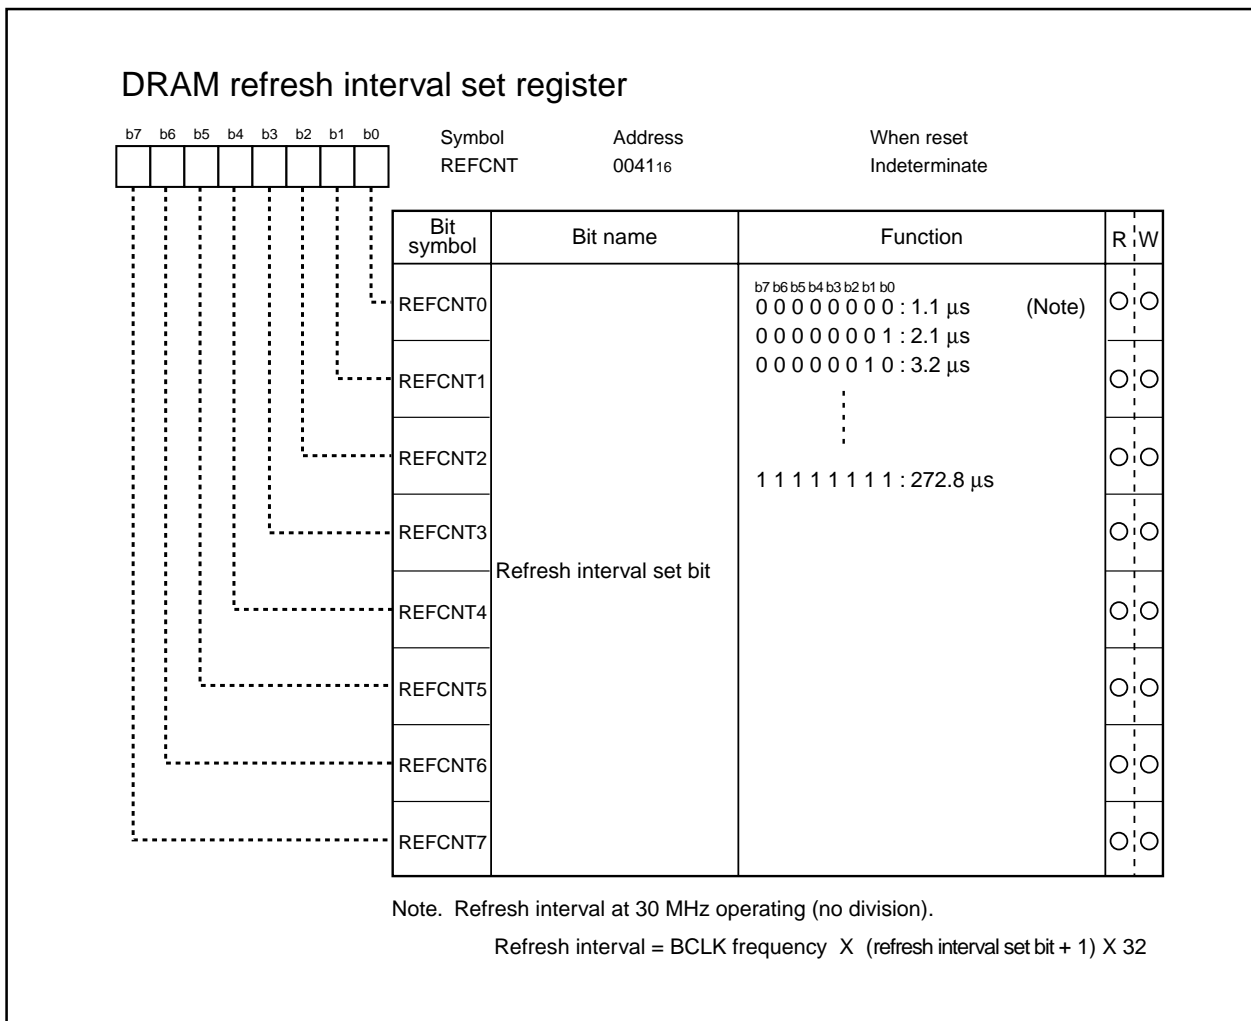 DRAM refresh interval set register
b7 b6 b5 b4 b3 b2 b1 b0
Symbol Address When reset
REFCNT 004116 Indeterminate
Bit symbol Bit name Function R W
b7 b6 b5 b4 b3 b2 b1 b0
REFCNT0 0 0 0 0 0 0 0 0 : 1.1 μs (Note)
0 0 0 0 0 0 0 1 : 2.1 μs
0 0 0 0 0 0 1 0 : 3.2 μs
REFCNT1
REFCNT2
1 1 1 1 1 1 1 1 : 272.8 μs
REFCNT3
Refresh interval set bit
REFCNT4
REFCNT5
REFCNT6
REFCNT7
Note. Refresh interval at 30 MHz operating (no division).
Refresh interval = BCLK frequency X (refresh interval set bit + 1) X 32